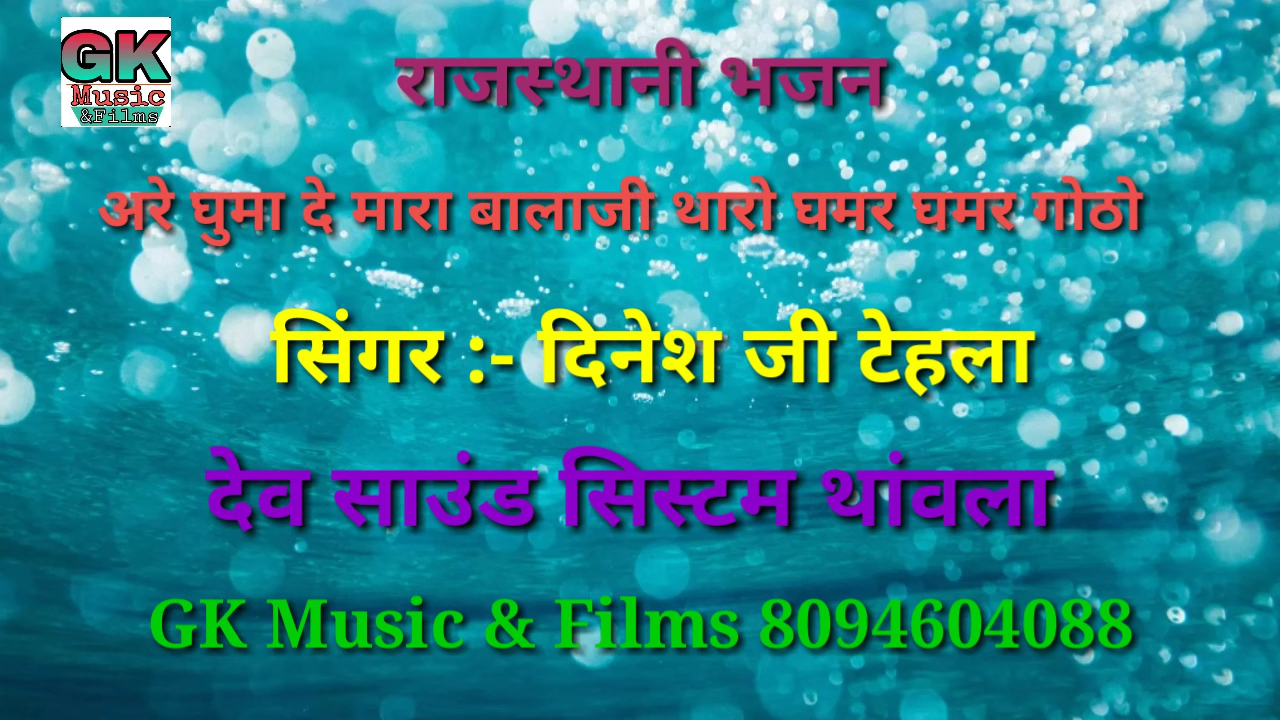 GK
Music
&Films
राजस्थानी भजन
अरे घुमा दे मारा बालाजी थारो घमर घमर गोठो
सिंगर :- दिनेश जी टेहला
देव साउंड सिस्टम थांवला
GK Music & Films 8094604088